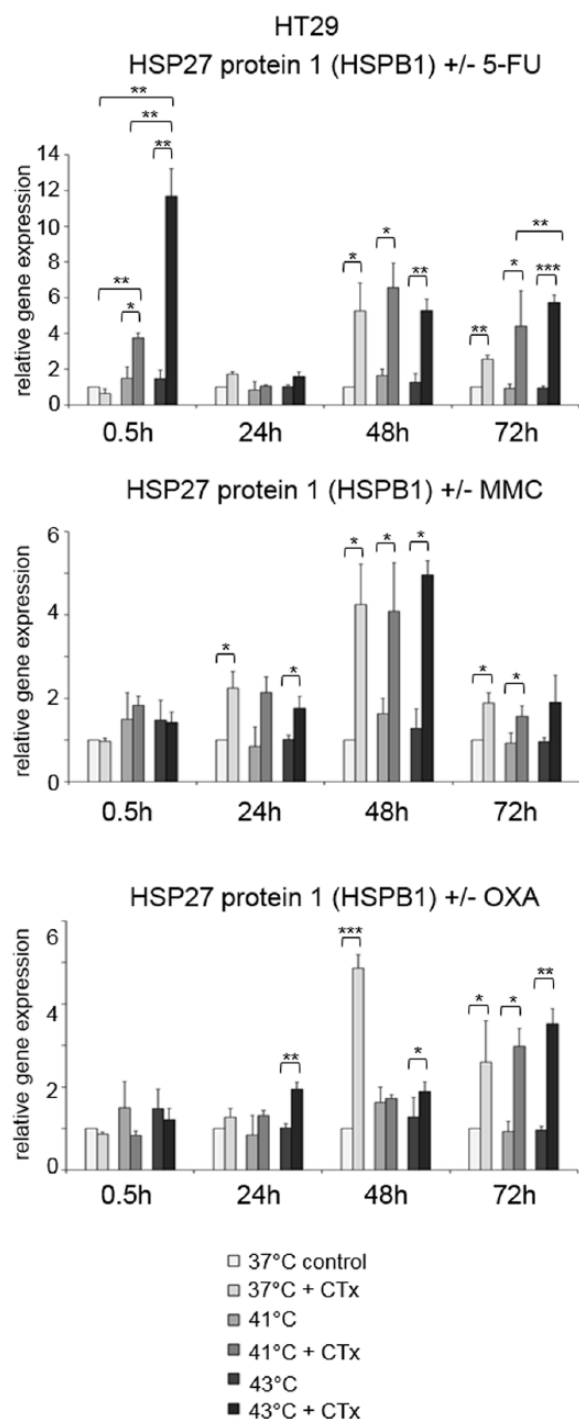 HT29
HSP27 protein 1 (HSPB1) +/- 5-FU
** ** ** ** * * * ** ** * *** **
relative gene expression
14
12
10
8
6
4
2
0
0.5h 24h 48h 72h
HSP27 protein 1 (HSPB1) +/- MMC
* * * * * * *
relative gene expression
6
4
2
0
0.5h 24h 48h 72h
HSP27 protein 1 (HSPB1) +/- OXA
** *** * * * **
relative gene expression
6
4
2
0
0.5h 24h 48h 72h
37°C control
37°C + CTx
41°C
41°C + CTx
43°C
43°C + CTx